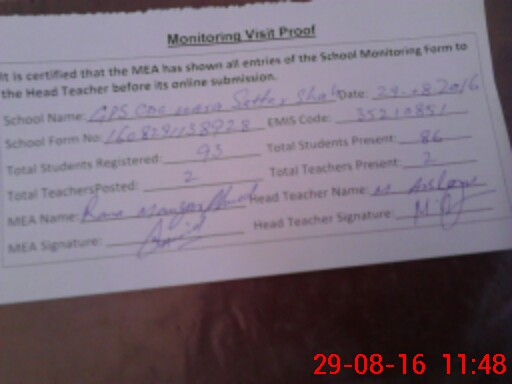 Monitoring Visit Proof
It is certified that the MEA has shown all entries of the School Monitoring Form to
the Head Teacher before its online submission.
School Name: GPS Date: 29.08.2016
School Form No: EMIS Code: 35210851
Total Students Registered: 93 Total Students Present: 86
Total TeachersPosted: 2 Total Teachers Present: 2
MEA Name: Rana Head Teacher Name: M
MEA Signature: Head Teacher Signature:
29-08-16 11:48